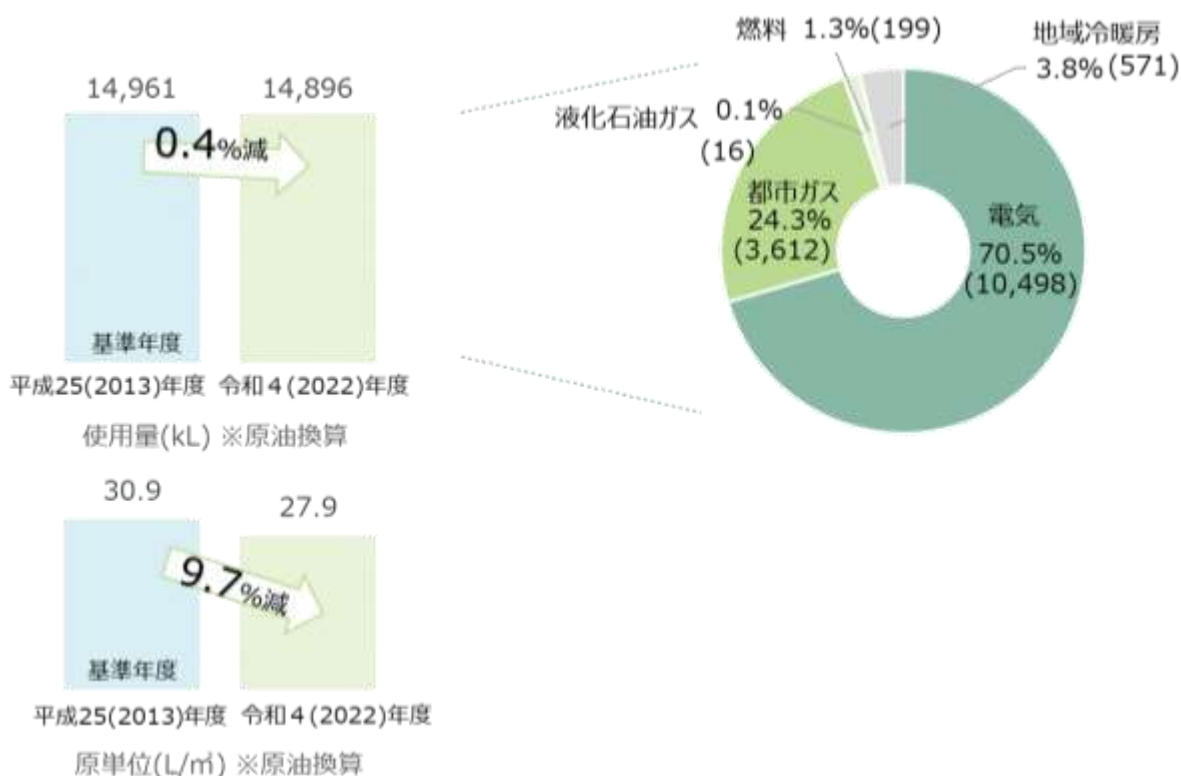 14,961
14,896
0.4%減
基準年度
平成25(2013)年度 令和４(2022)年度
使用量(kL) ※原油換算
燃料 1.3%(199)
地域冷暖房
3.8%(571)
液化石油ガス 0.1%
(16)
都市ガス
24.3%
(3,612)
電気
70.5%
(10,498)
30.9
27.9
9.7%減
基準年度
平成25(2013)年度 令和４(2022)年度
原単位(L/㎡) ※原油換算